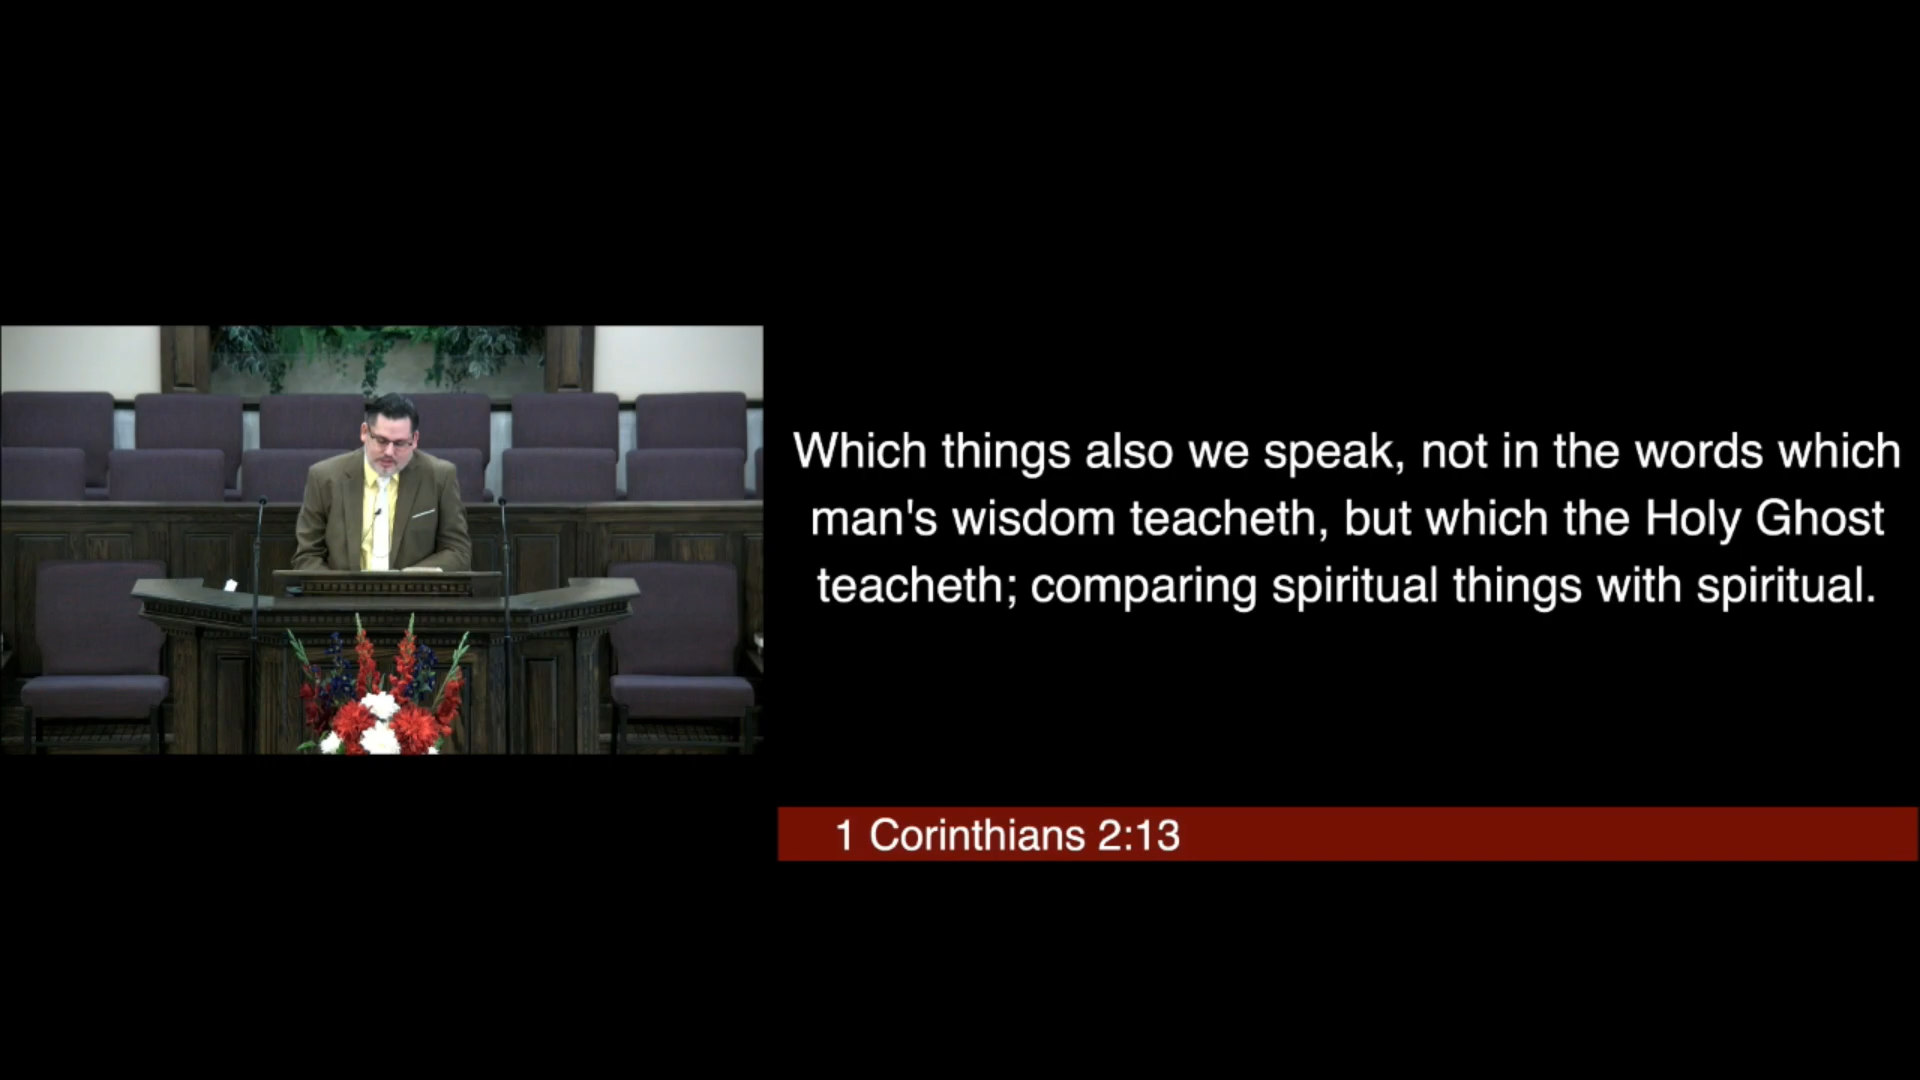 Which things also we speak, not in the words which
man's wisdom teacheth, but which the Holy Ghost
teacheth; comparing spiritual things with spiritual.
1 Corinthians 2:13